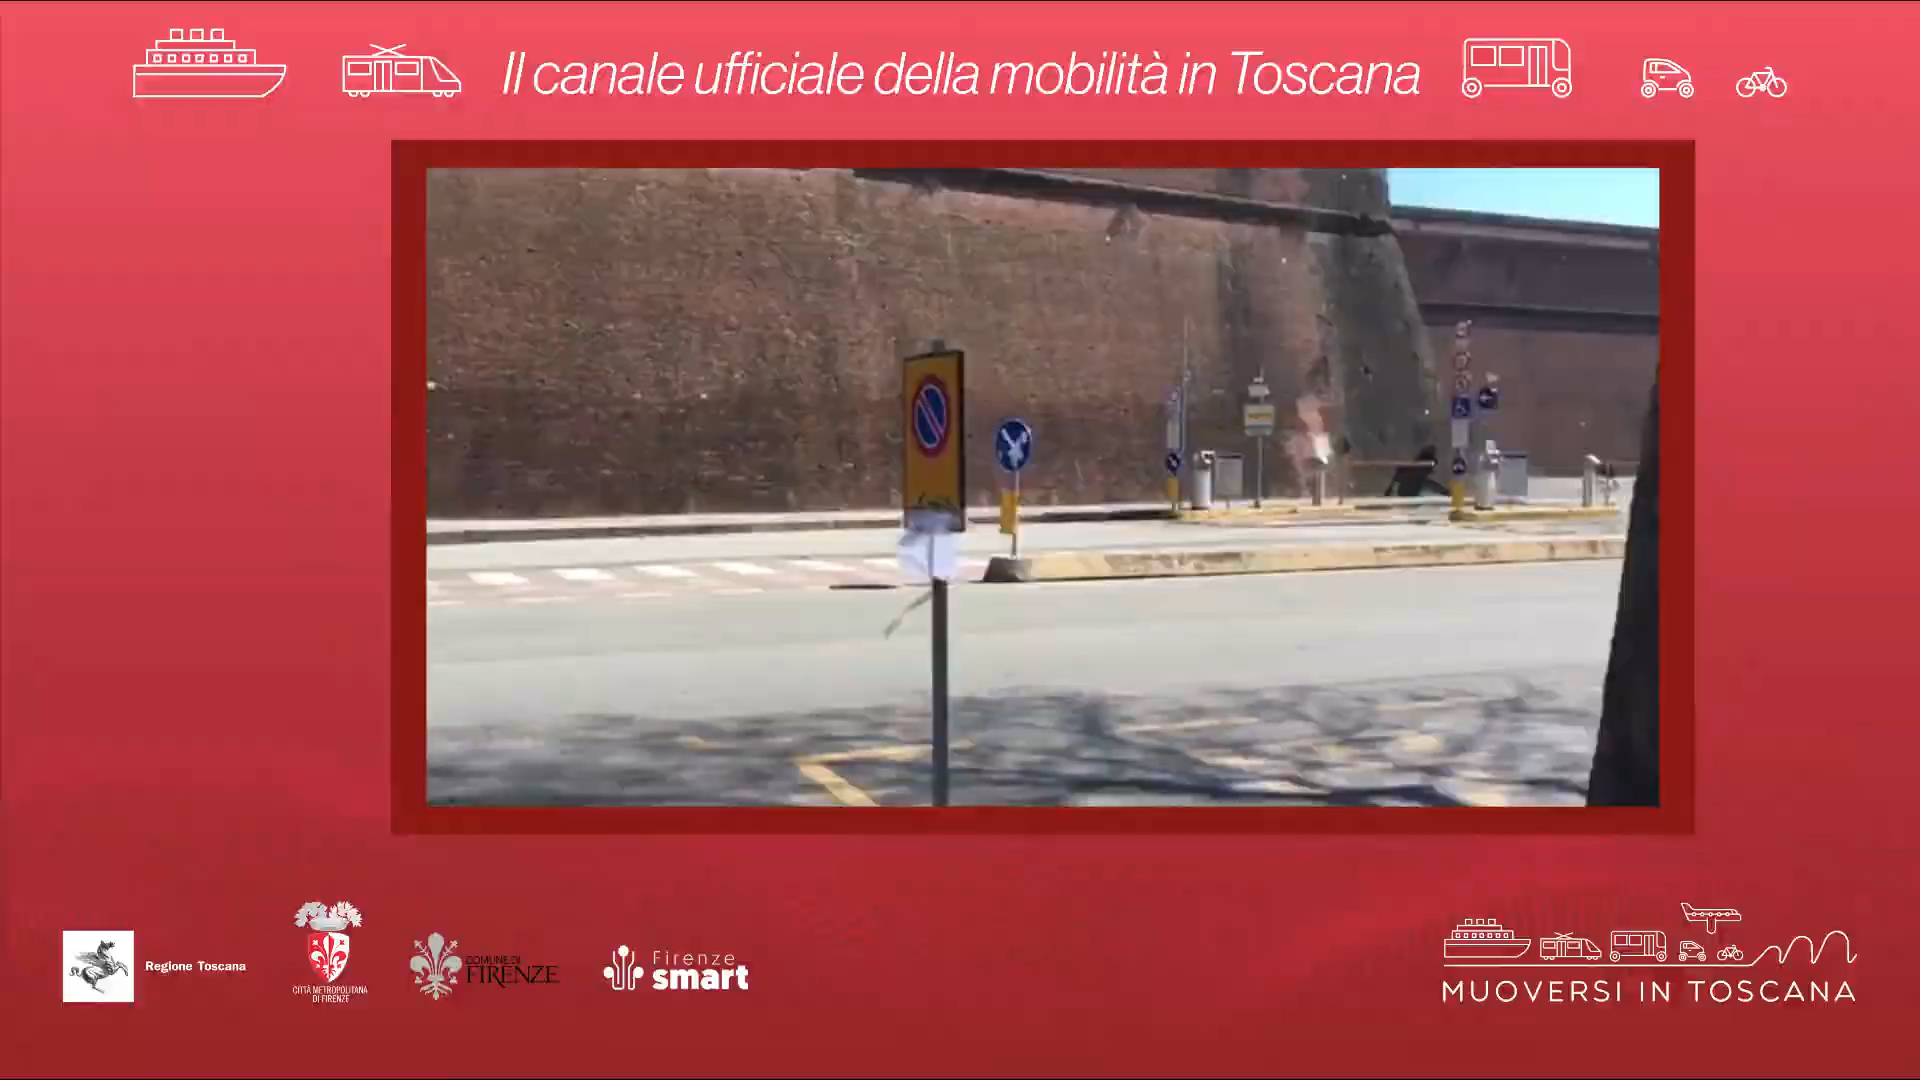 Il canale ufficiale della mobilità in Toscana
Regione Toscana
CITTÀ METROPOLITANA
DI FIRENZE
COMUNE DI
FIRENZE
Firenze
smart
MUOVERSI IN TOSCANA